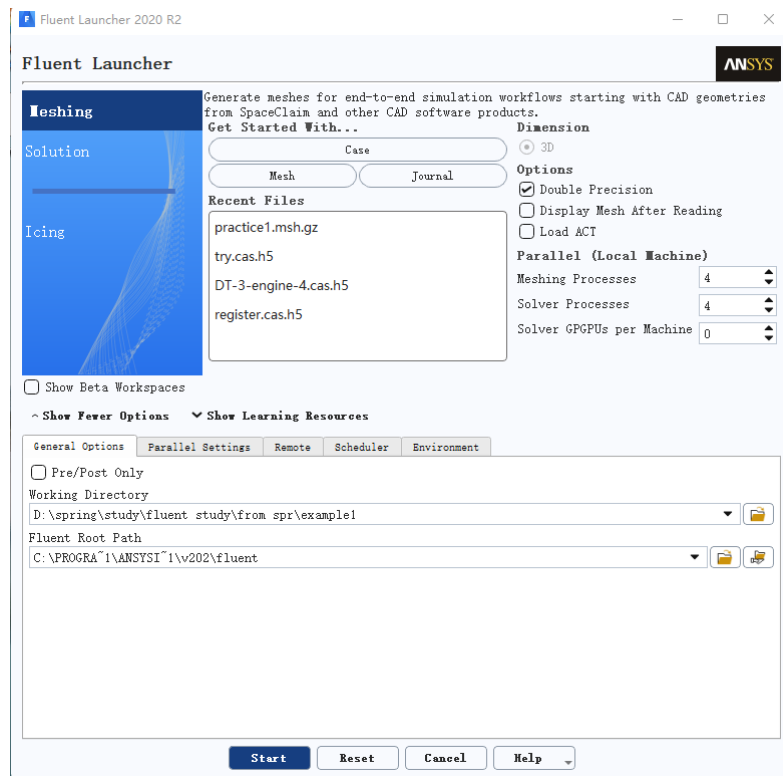 Fluent Launcher 2020 R2
Fluent Launcher
ANSYS
Meshing
Solution
Icing
Generate meshes for end-to-end simulation workflows starting with CAD geometries
from SpaceClaim and other CAD software products.
Get Started With...
Case
Mesh
Journal
Recent Files
practice1.msh.gz
try.cas.h5
DT-3-engine-4.cas.h5
register.cas.h5
Dimension
3D
Options
Double Precision
Display Mesh After Reading
Load ACT
Parallel (Local Machine)
Meshing Processes 4
Solver Processes 4
Solver GPGPUs per Machine 0
Show Beta Workspaces
Show Fewer Options Show Learning Resources
General Options Parallel Settings Remote Scheduler Environment
Pre/Post Only
Working Directory
D:\spring\study\fluent study\from spr\example1
Fluent Root Path
C:\PROGRA~1\ANSYSI~1\v202\fluent
Start Reset Cancel Help